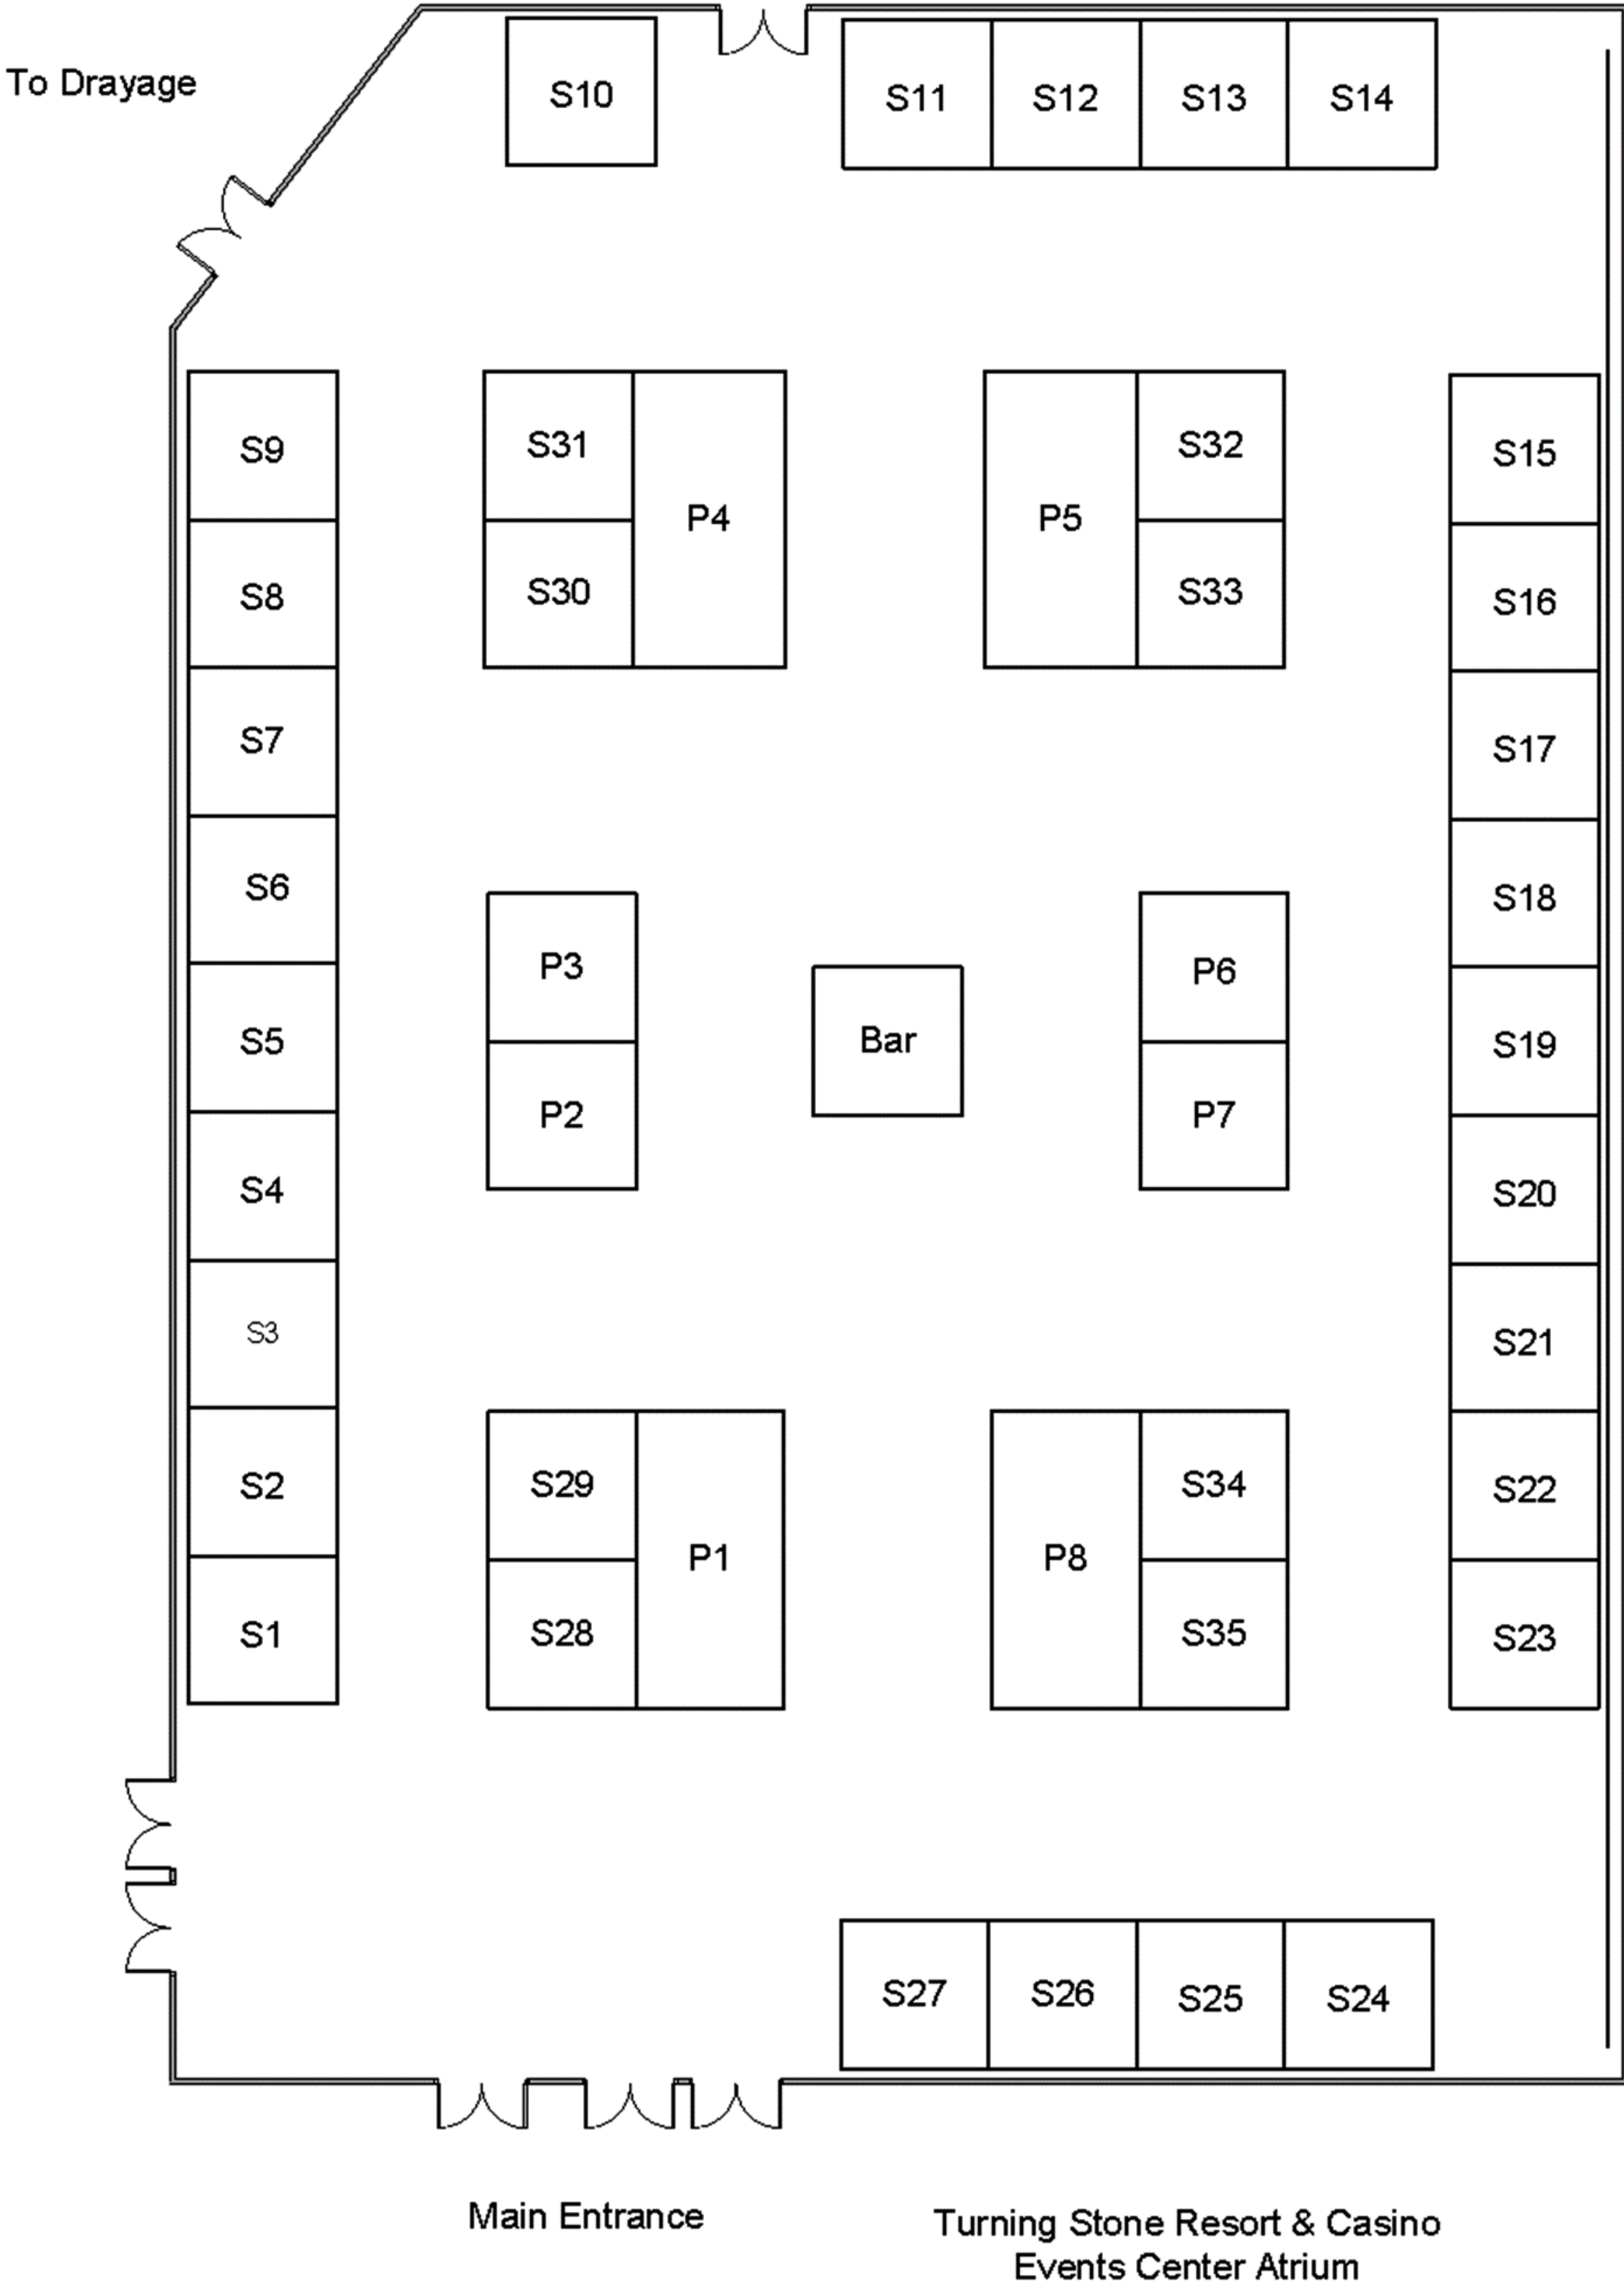 To Drayage
S10
S11 S12 S13 S14
S9 S31 P4 P5 S32 S15
S8 S30 S33 S16
S7 S17
S6 S18
P3 P6
S5 Bar S19
P2 P7
S4 S20
S3 S21
S2 S29 S34 S22
P1 P8
S1 S28 S35 S23
S27 S26 S25 S24
Main Entrance
Turning Stone Resort & Casino
Events Center Atrium